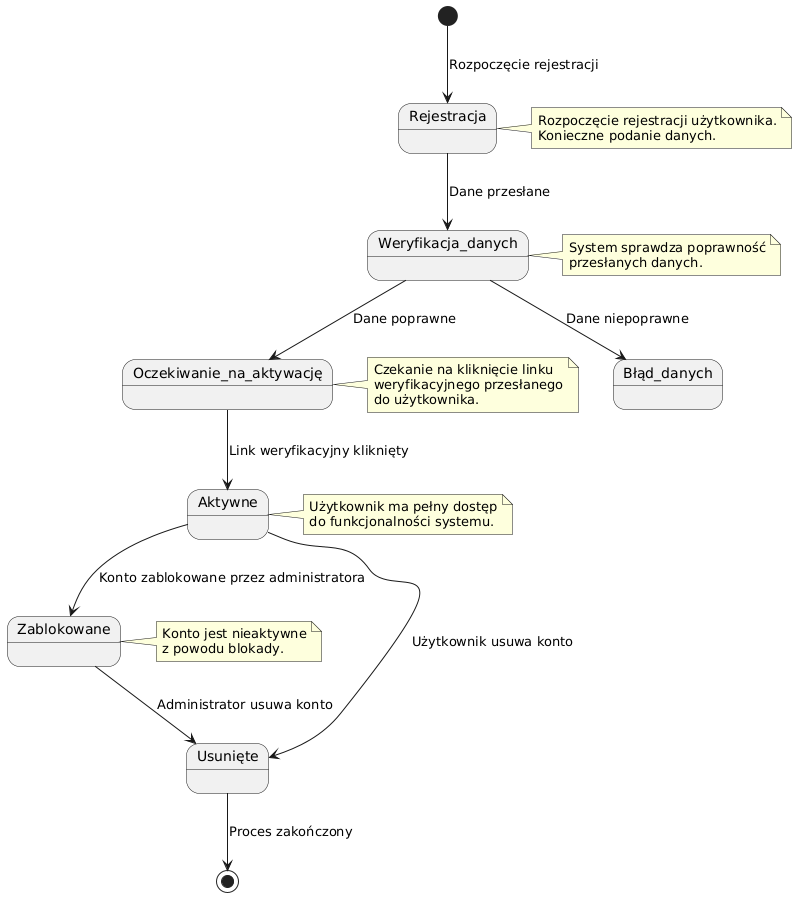 Rozpoczęcie rejestracji
Rejestracja
Rozpoczęcie rejestracji użytkownika.
Konieczne podanie danych.
Dane przesłane
Weryfikacja_danych
System sprawdza poprawność
przesłanych danych.
Dane poprawne
Dane niepoprawne
Oczekiwanie_na_aktywację
Czekanie na kliknięcie linku
weryfikacyjnego przesłanego
do użytkownika.
Błąd_danych
Link weryfikacyjny kliknięty
Aktywne
Użytkownik ma pełny dostęp
do funkcjonalności systemu.
Konto zablokowane przez administratora
Zablokowane
Konto jest nieaktywne
z powodu blokady.
Użytkownik usuwa konto
Administrator usuwa konto
Usunięte
Proces zakończony